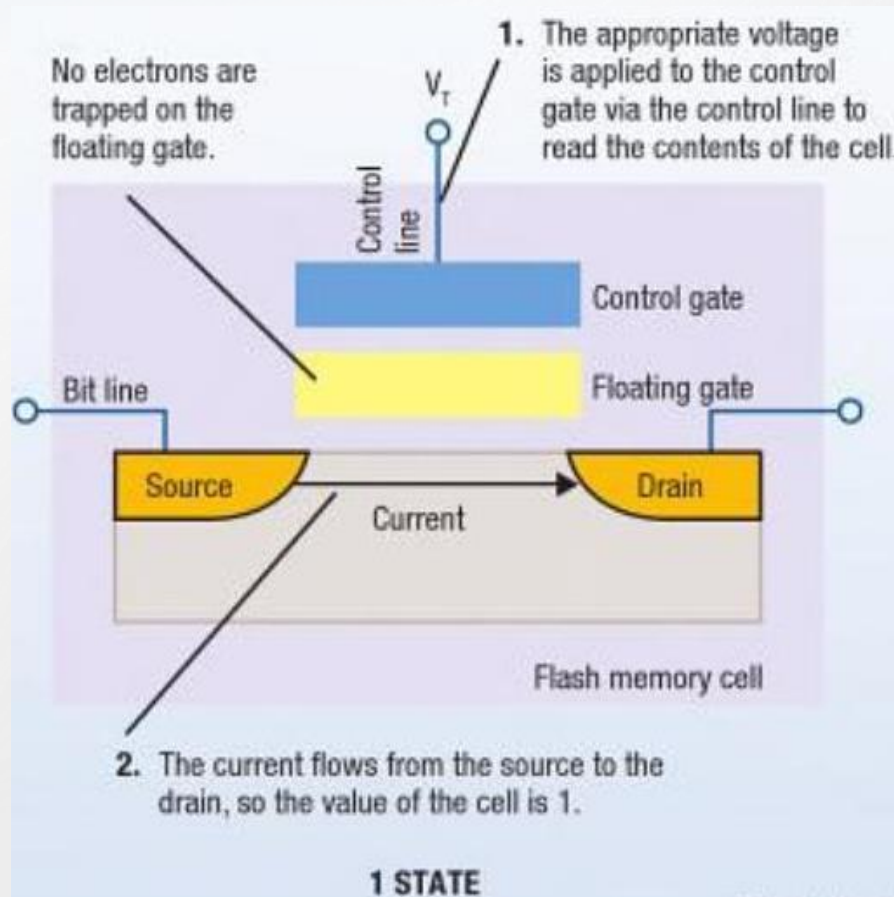 No electrons are
trapped on the
floating gate.
1. The appropriate voltage
is applied to the control
gate via the control line to
read the contents of the cell
VT
Control
line
Control gate
Floating gate
Bit line
Source
Drain
Current
Flash memory cell
2. The current flows from the source to the
drain, so the value of the cell is 1.
1 STATE